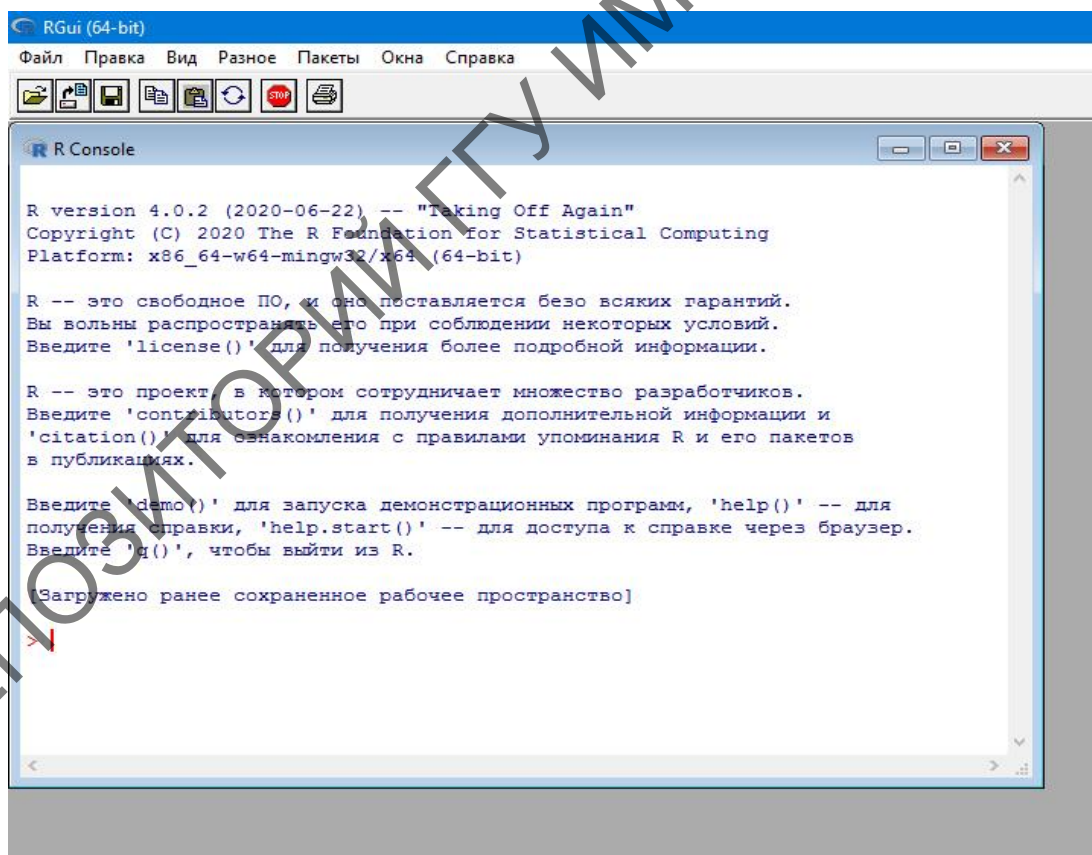 RGui (64-bit)
Файл Правка Вид Разное Пакеты Окна Справка
STOP
R Console
R version 4.0.2 (2020-06-22) -- "Taking Off Again"
Copyright (C) 2020 The R Foundation for Statistical Computing
Platform: x86_64-w64-mingw32/x64 (64-bit)
R -- это свободное ПО, и оно поставляется безо всяких гарантий.
Вы вольны распространять его при соблюдении некоторых условий.
Введите 'license()' для получения более подробной информации.
R -- это проект, в котором сотрудничает множество разработчиков.
Введите 'contributors()' для получения дополнительной информации и
'citation()' для ознакомления с правилами упоминания R и его пакетов
в публикациях.
Введите 'demo()' для запуска демонстрационных программ, 'help()' -- для
получения справки, 'help.start()' -- для доступа к справке через браузер.
Введите 'q()', чтобы выйти из R.
[Загружено ранее сохраненное рабочее пространство]
>
ПОЗИТОРИЙ ГГУ ИМ